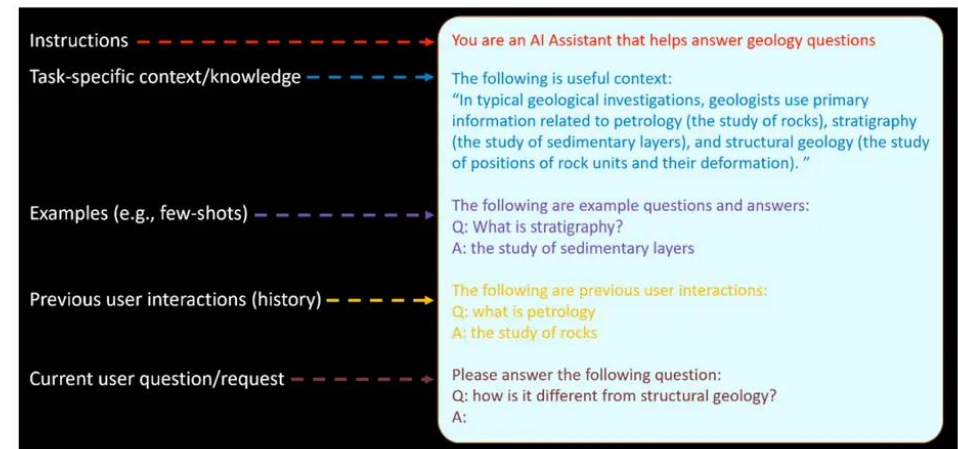 Instructions
You are an AI Assistant that helps answer geology questions
Task-specific context/knowledge
The following is useful context:
“In typical geological investigations, geologists use primary
information related to petrology (the study of rocks), stratigraphy
(the study of sedimentary layers), and structural geology (the study
of positions of rock units and their deformation). ”
Examples (e.g., few-shots)
The following are example questions and answers:
Q: What is stratigraphy?
A: the study of sedimentary layers
Previous user interactions (history)
The following are previous user interactions:
Q: what is petrology
A: the study of rocks
Current user question/request
Please answer the following question:
Q: how is it different from structural geology?
A: